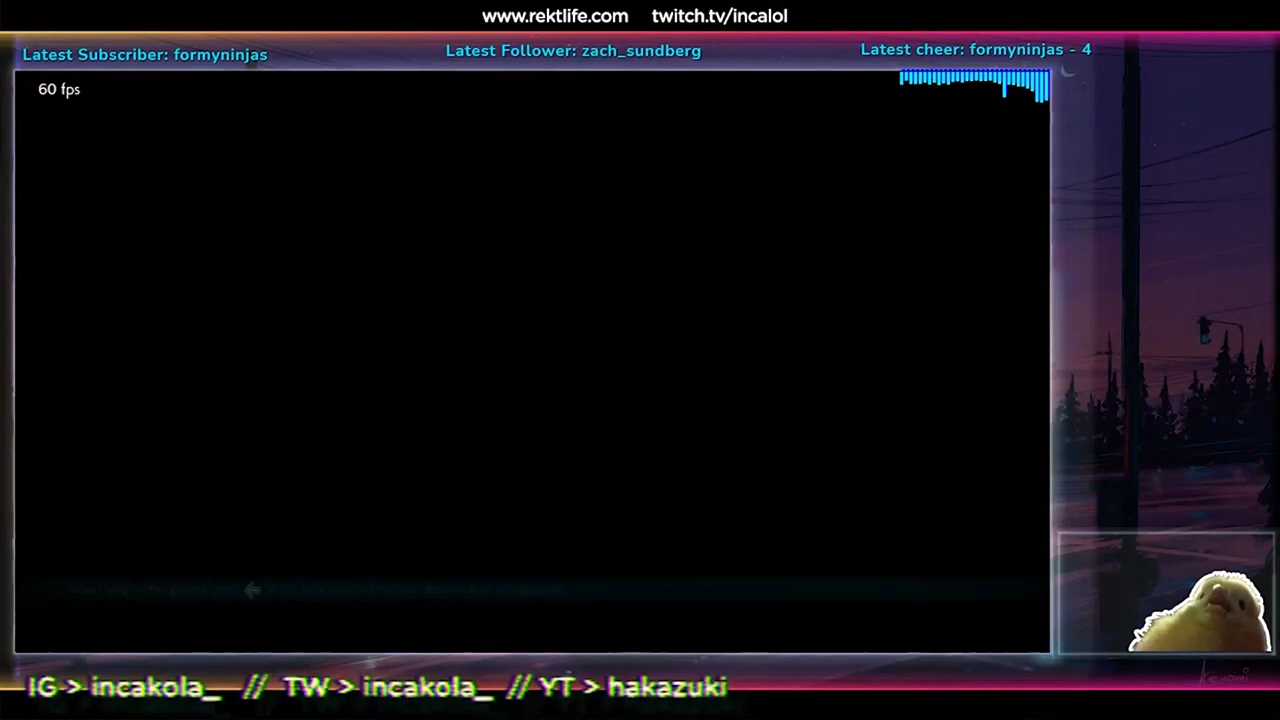 www.rektlife.com twitch.tv/incalol
Latest Subscriber: formyninjas
Latest Follower: zach_sundberg
Latest cheer: formyninjas - 4
60 fps
IG > incakola_ // TW > incakola_ // YT > hakazuki